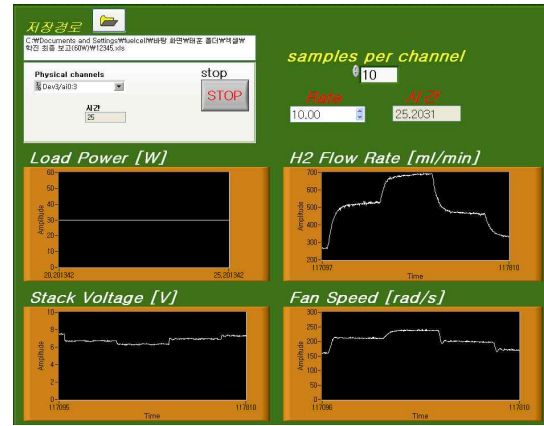 저장경로
C:₩Documents and Settings₩fuelcell₩바탕 화면₩태훈 폴더₩엑셀₩
학진 최종 보고(60W)₩12345.xls
Physical channels
Dev3/ai0:3
시간
25
stop
STOP
samples per channel
10
Rate
10.00
시간
25.2031
Load Power [W]
Amplitude
60
50
40
30
20
10
0
20,201342
25,201342
H2 Flow Rate [ml/min]
Amplitude
700
600
500
400
300
200
117097
117810
Time
Stack Voltage [V]
Amplitude
10
8
6
4
2
0
117095
117810
Time
Fan Speed [rad/s]
Amplitude
300
250
200
150
100
50
0
117096
117810
Time